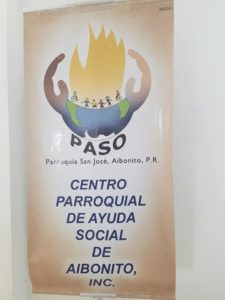 PASO
Parroquia San José, Aibonito, P.R.
CENTRO
PARROQUIAL
DE AYUDA
SOCIAL
DE
AIBONITO,
INC.